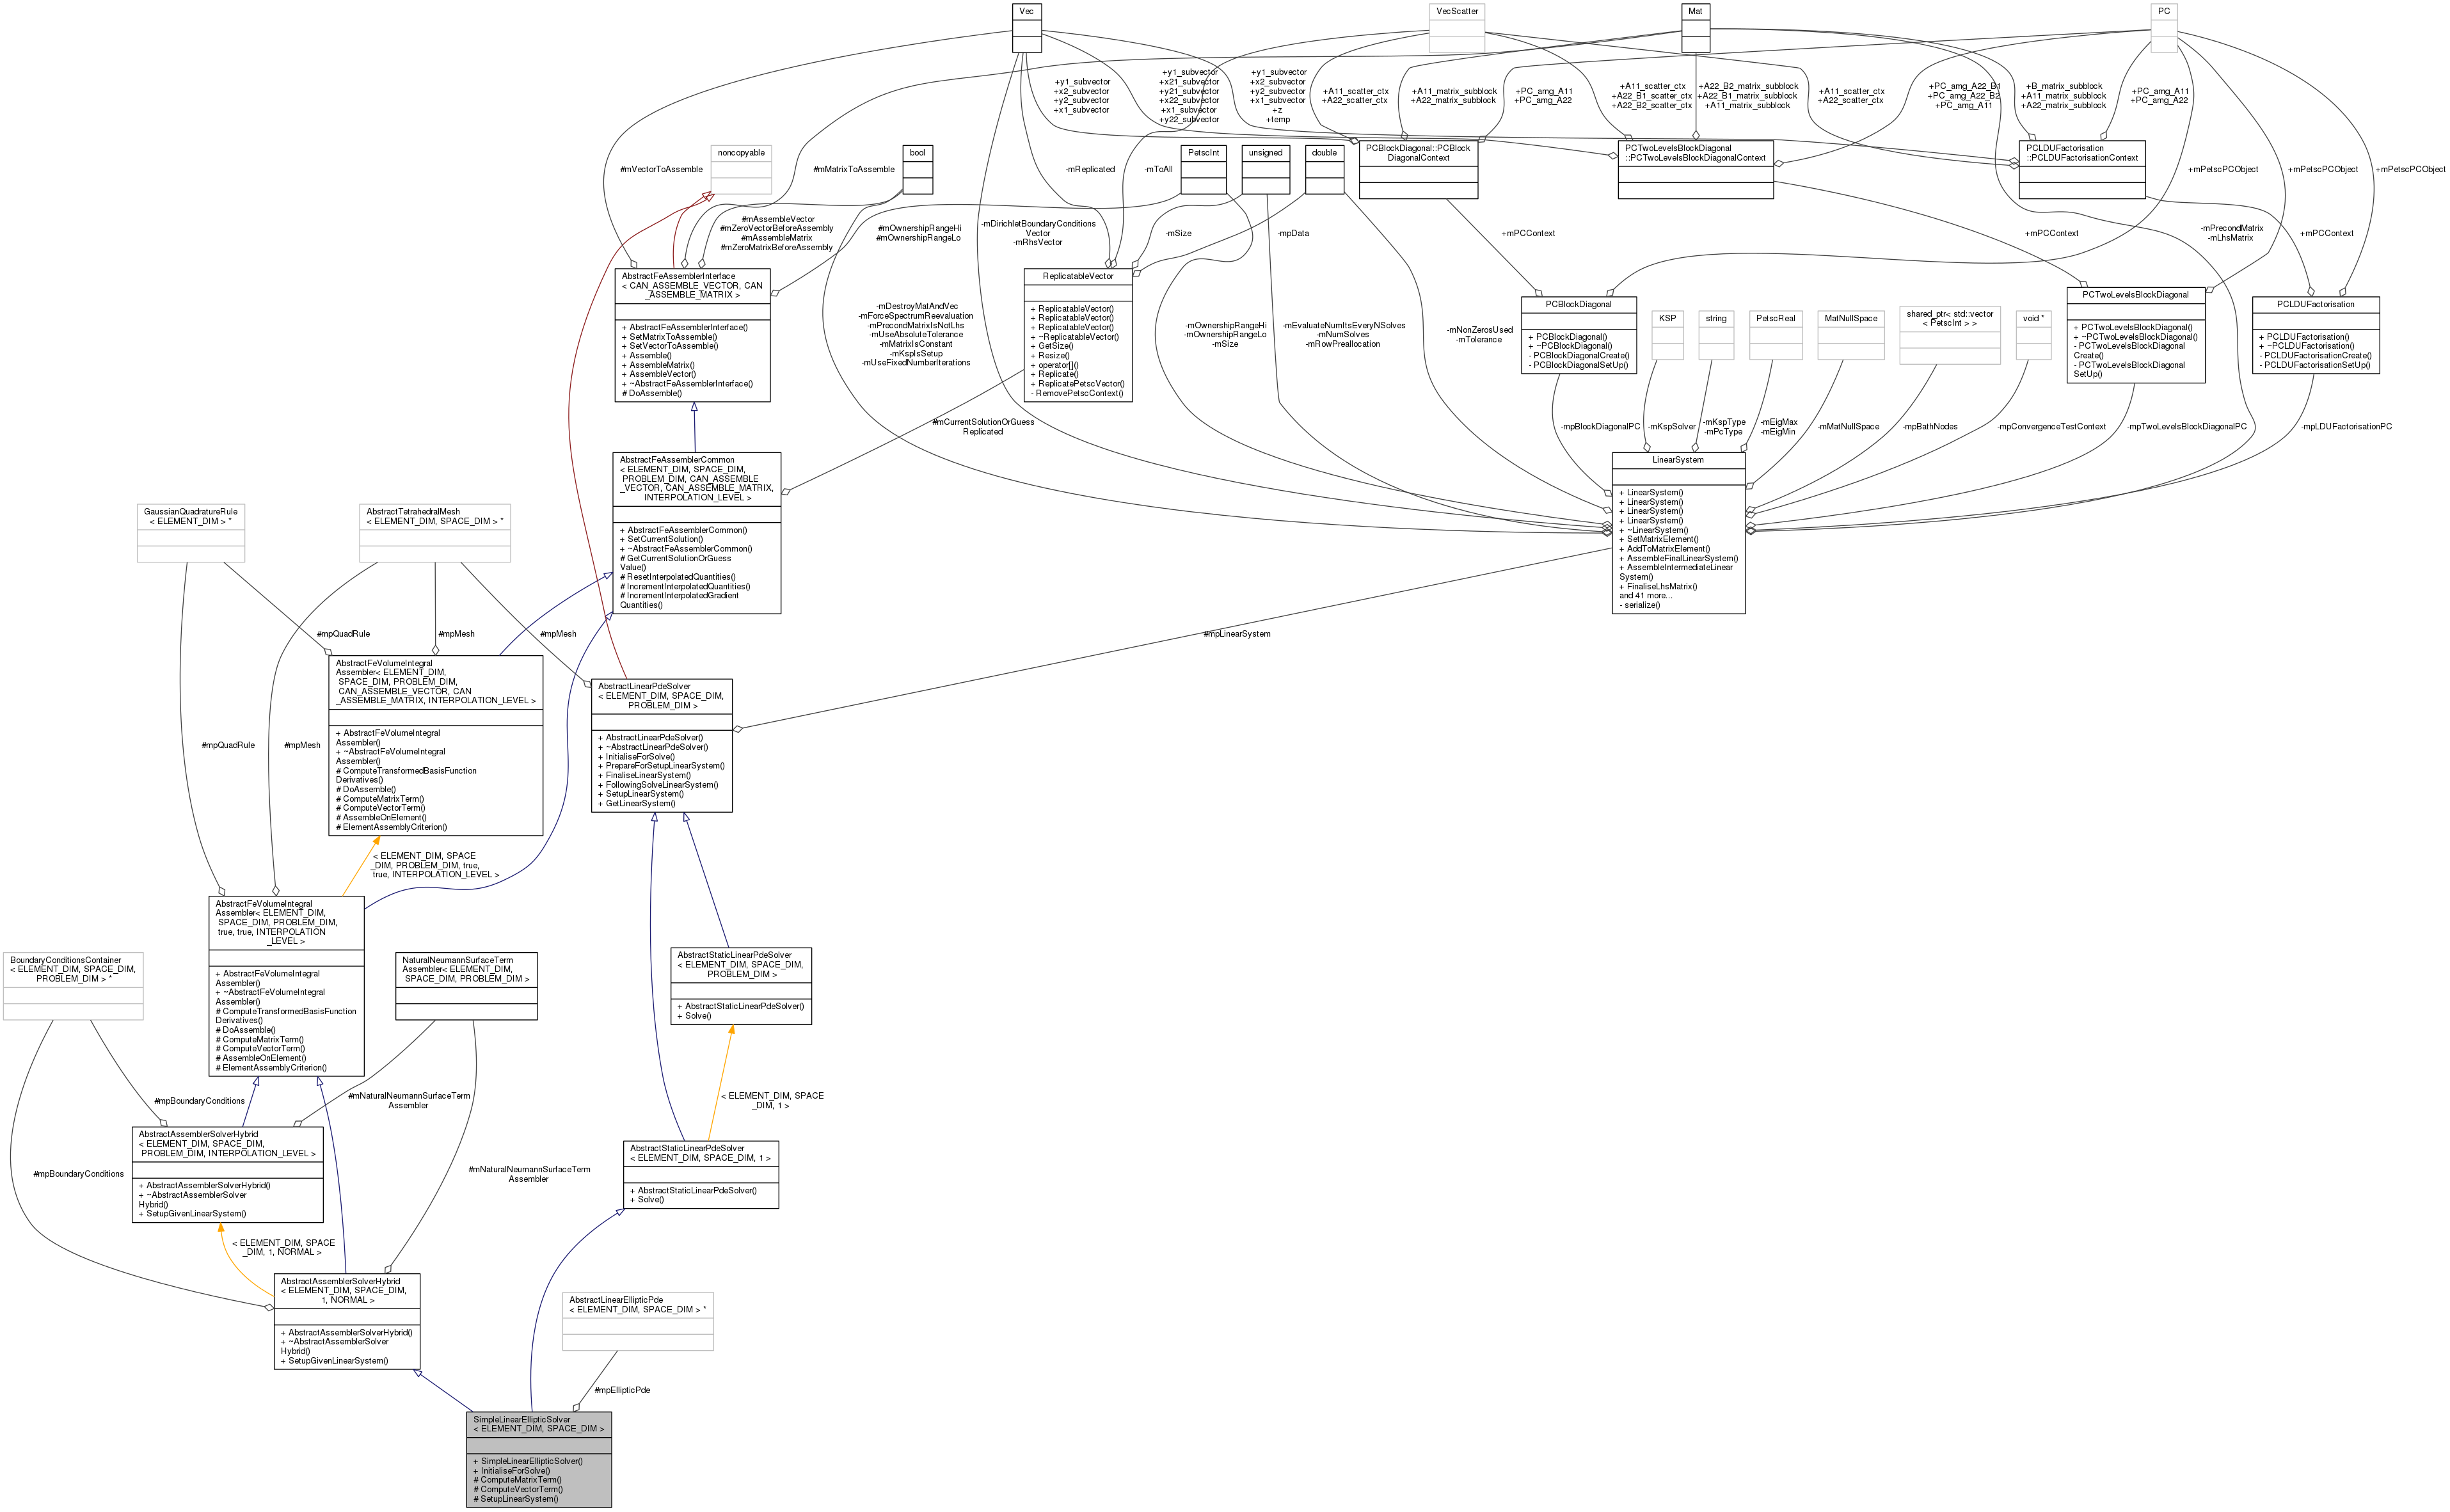 Vec
VecScatter
Mat
PC
+y1_subvector
+x2_subvector
+y2_subvector
+x1_subvector
+y1_subvector
+x21_subvector
+y21_subvector
+x22_subvector
+x1_subvector
+y22_subvector
+y1_subvector
+x2_subvector
+y2_subvector
+x1_subvector
+z
+temp
+A11_scatter_ctx
+A22_scatter_ctx
+A11_matrix_subblock
+A22_matrix_subblock
+PC_amg_A11
+PC_amg_A22
+A11_scatter_ctx
+A22_B1_scatter_ctx
+A22_B2_scatter_ctx
+A22_B2_matrix_subblock
+A22_B1_matrix_subblock
+A11_matrix_subblock
+A11_scatter_ctx
+A22_scatter_ctx
+PC_amg_A22_B1
+PC_amg_A22_B2
+PC_amg_A11
+B_matrix_subblock
+A11_matrix_subblock
+A22_matrix_subblock
+PC_amg_A11
+PC_amg_A22
noncopyable
bool
PetscInt
unsigned
double
PCBlockDiagonal::PCBlock
DiagonalContext
PCTwoLevelsBlockDiagonal
::PCTwoLevelsBlockDiagonalContext
PCLDUFactorisation
::PCLDUFactorisationContext
#mVectorToAssemble
#mMatrixToAssemble
-mReplicated
-mToAll
+mPetscPCObject
+mPetscPCObject
+mPetscPCObject
#mAssembleVector
#mZeroVectorBeforeAssembly
#mAssembleMatrix
#mZeroMatrixBeforeAssembly
#mOwnershipRangeHi
#mOwnershipRangeLo
-mDirichletBoundaryConditions
Vector
-mRhsVector
-mSize
-mpData
+mPCContext
+mPCContext
-mPrecondMatrix
-mLhsMatrix
+mPCContext
AbstractFeAssemblerInterface
< CAN_ASSEMBLE_VECTOR, CAN
_ASSEMBLE_MATRIX >
+ AbstractFeAssemblerInterface()
+ SetMatrixToAssemble()
+ SetVectorToAssemble()
+ Assemble()
+ AssembleMatrix()
+ AssembleVector()
+ ~AbstractFeAssemblerInterface()
# DoAssemble()
-mDestroyMatAndVec
-mForceSpectrumReevaluation
-mPrecondMatrixIsNotLhs
-mUseAbsoluteTolerance
-mMatrixIsConstant
-mKspIsSetup
-mUseFixedNumberIterations
ReplicatableVector
+ ReplicatableVector()
+ ReplicatableVector()
+ ReplicatableVector()
+ ~ReplicatableVector()
+ GetSize()
+ Resize()
+ operator[]()
+ Replicate()
+ ReplicatePetscVector()
- RemovePetscContext()
-mOwnershipRangeHi
-mOwnershipRangeLo
-mSize
-mEvaluateNumItsEveryNSolves
-mNumSolves
-mRowPreallocation
-mNonZerosUsed
-mTolerance
PCBlockDiagonal
+ PCBlockDiagonal()
+ ~PCBlockDiagonal()
- PCBlockDiagonalCreate()
- PCBlockDiagonalSetUp()
KSP
string
PetscReal
MatNullSpace
shared_ptr< std::vector
< PetscInt > >
void *
PCTwoLevelsBlockDiagonal
+ PCTwoLevelsBlockDiagonal()
+ ~PCTwoLevelsBlockDiagonal()
- PCTwoLevelsBlockDiagonal
Create()
- PCTwoLevelsBlockDiagonal
SetUp()
PCLDUFactorisation
+ PCLDUFactorisation()
+ ~PCLDUFactorisation()
- PCLDUFactorisationCreate()
- PCLDUFactorisationSetUp()
#mCurrentSolutionOrGuess
Replicated
-mpBlockDiagonalPC
-mKspSolver
-mKspType
-mPcType
-mEigMax
-mEigMin
-mMatNullSpace
-mpBathNodes
-mpConvergenceTestContext
-mpTwoLevelsBlockDiagonalPC
-mpLDUFactorisationPC
AbstractFeAssemblerCommon
< ELEMENT_DIM, SPACE_DIM,
PROBLEM_DIM, CAN_ASSEMBLE
_VECTOR, CAN_ASSEMBLE_MATRIX,
INTERPOLATION_LEVEL >
+ AbstractFeAssemblerCommon()
+ SetCurrentSolution()
+ ~AbstractFeAssemblerCommon()
# GetCurrentSolutionOrGuess
Value()
# ResetInterpolatedQuantities()
# IncrementInterpolatedQuantities()
# IncrementInterpolatedGradient
Quantities()
LinearSystem
+ LinearSystem()
+ LinearSystem()
+ LinearSystem()
+ LinearSystem()
+ ~LinearSystem()
+ SetMatrixElement()
+ AddToMatrixElement()
+ AssembleFinalLinearSystem()
+ AssembleIntermediateLinear
System()
+ FinaliseLhsMatrix()
and 41 more...
- serialize()
GaussianQuadratureRule
< ELEMENT_DIM > *
AbstractTetrahedralMesh
< ELEMENT_DIM, SPACE_DIM > *
#mpQuadRule
#mpMesh
#mpMesh
#mpLinearSystem
AbstractFeVolumeIntegral
Assembler< ELEMENT_DIM,
SPACE_DIM, PROBLEM_DIM,
CAN_ASSEMBLE_VECTOR, CAN
_ASSEMBLE_MATRIX, INTERPOLATION_LEVEL >
+ AbstractFeVolumeIntegral
Assembler()
+ ~AbstractFeVolumeIntegral
Assembler()
# ComputeTransformedBasisFunction
Derivatives()
# DoAssemble()
# ComputeMatrixTerm()
# ComputeVectorTerm()
# AssembleOnElement()
# ElementAssemblyCriterion()
AbstractLinearPdeSolver
< ELEMENT_DIM, SPACE_DIM,
PROBLEM_DIM >
+ AbstractLinearPdeSolver()
+ ~AbstractLinearPdeSolver()
+ InitialiseForSolve()
+ PrepareForSetupLinearSystem()
+ FinaliseLinearSystem()
+ FollowingSolveLinearSystem()
+ SetupLinearSystem()
+ GetLinearSystem()
#mpQuadRule
#mpMesh
< ELEMENT_DIM, SPACE
_DIM, PROBLEM_DIM, true,
true, INTERPOLATION_LEVEL >
AbstractFeVolumeIntegral
Assembler< ELEMENT_DIM,
SPACE_DIM, PROBLEM_DIM,
true, true, INTERPOLATION
_LEVEL >
+ AbstractFeVolumeIntegral
Assembler()
+ ~AbstractFeVolumeIntegral
Assembler()
# ComputeTransformedBasisFunction
Derivatives()
# DoAssemble()
# ComputeMatrixTerm()
# ComputeVectorTerm()
# AssembleOnElement()
# ElementAssemblyCriterion()
BoundaryConditionsContainer
< ELEMENT_DIM, SPACE_DIM,
PROBLEM_DIM > *
NaturalNeumannSurfaceTerm
Assembler< ELEMENT_DIM,
SPACE_DIM, PROBLEM_DIM >
AbstractStaticLinearPdeSolver
< ELEMENT_DIM, SPACE_DIM,
PROBLEM_DIM >
+ AbstractStaticLinearPdeSolver()
+ Solve()
#mpBoundaryConditions
#mNaturalNeumannSurfaceTerm
Assembler
< ELEMENT_DIM, SPACE
_DIM, 1 >
AbstractAssemblerSolverHybrid
< ELEMENT_DIM, SPACE_DIM,
PROBLEM_DIM, INTERPOLATION_LEVEL >
+ AbstractAssemblerSolverHybrid()
+ ~AbstractAssemblerSolver
Hybrid()
+ SetupGivenLinearSystem()
#mpBoundaryConditions
#mNaturalNeumannSurfaceTerm
Assembler
AbstractStaticLinearPdeSolver
< ELEMENT_DIM, SPACE_DIM, 1 >
+ AbstractStaticLinearPdeSolver()
+ Solve()
< ELEMENT_DIM, SPACE
_DIM, 1, NORMAL >
AbstractAssemblerSolverHybrid
< ELEMENT_DIM, SPACE_DIM,
1, NORMAL >
+ AbstractAssemblerSolverHybrid()
+ ~AbstractAssemblerSolver
Hybrid()
+ SetupGivenLinearSystem()
AbstractLinearEllipticPde
< ELEMENT_DIM, SPACE_DIM > *
#mpEllipticPde
SimpleLinearEllipticSolver
< ELEMENT_DIM, SPACE_DIM >
+ SimpleLinearEllipticSolver()
+ InitialiseForSolve()
# ComputeMatrixTerm()
# ComputeVectorTerm()
# SetupLinearSystem()